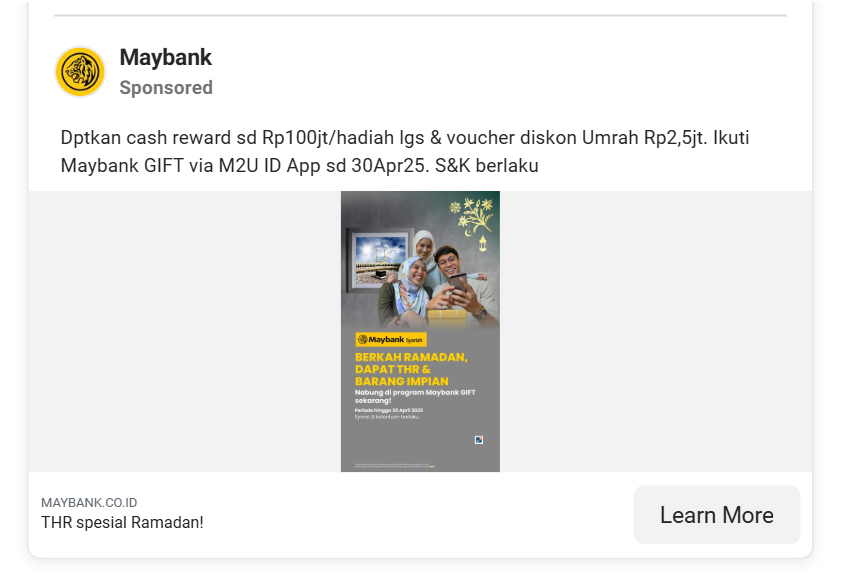 Maybank
Sponsored
Dptkan cash reward sd Rp100jt/hadiah lgs & voucher diskon Umrah Rp2,5jt. Ikuti
Maybank GIFT via M2U ID App sd 30Apr25. S&K berlaku
Maybank Syariah
BERKAH RAMADAN,
DAPAT THR &
BARANG IMPIAN
Nabung di program Maybank GIFT
sekarang!
Periode hingga 30 April 2025
Syarat & ketentuan berlaku
MAYBANK.CO.ID
THR spesial Ramadan!
Learn More